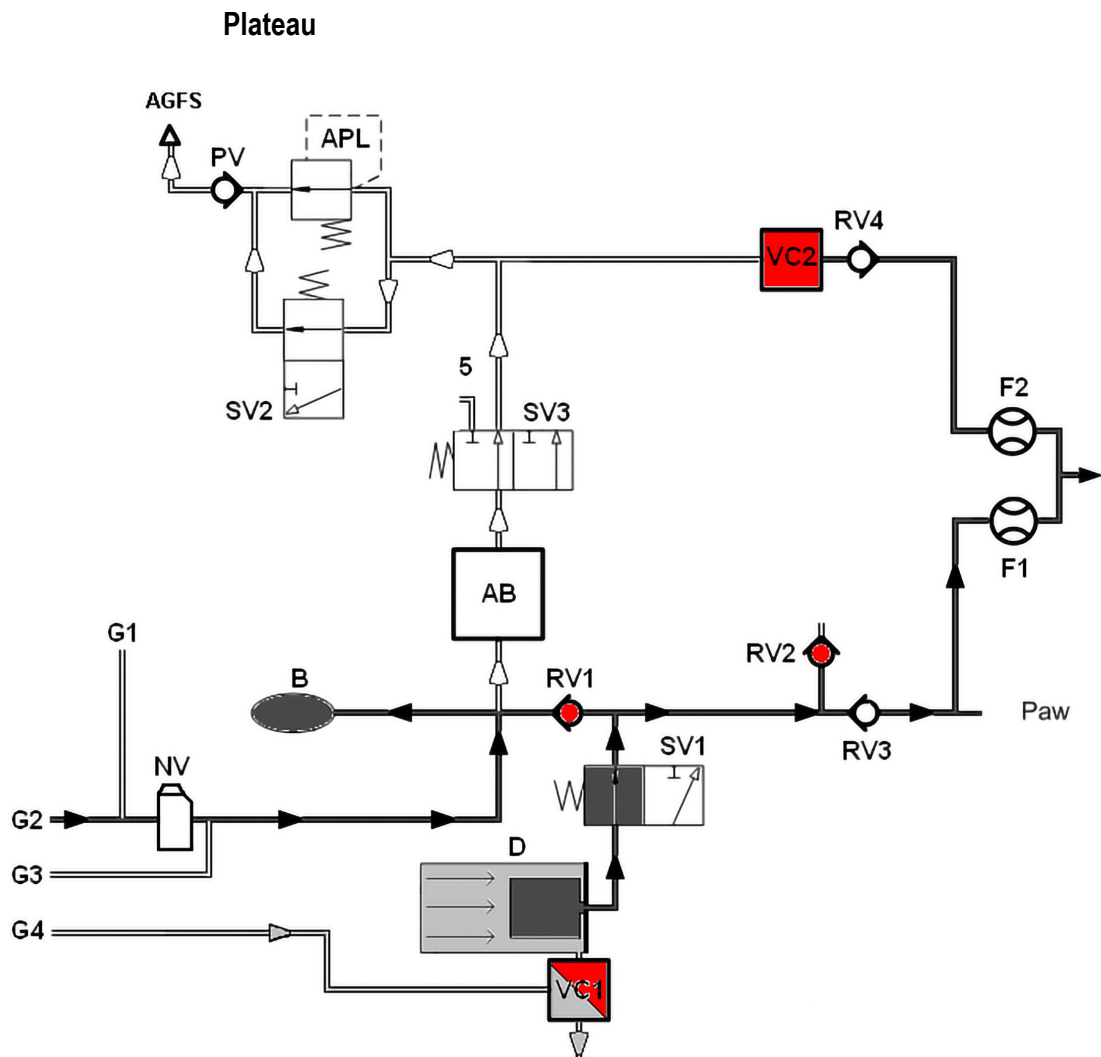 Plateau
AGFS
PV
APL
VC2
RV4
5
SV2
SV3
F2
F1
AB
G1
B
RV1
RV2
Paw
RV3
SV1
NV
G2
D
G3
G4
VC1